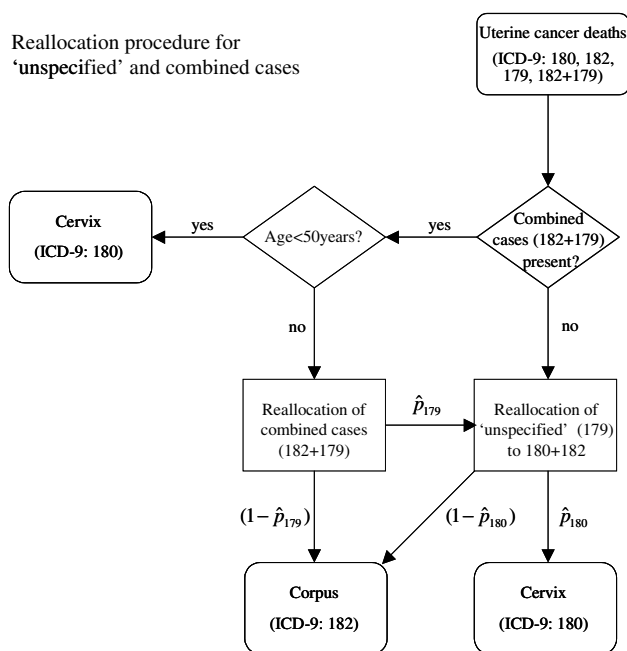 Reallocation procedure for
‘unspecified’ and combined cases
Uterine cancer deaths
(ICD-9: 180, 182,
179, 182+179)
Combined
cases (182+179)
present?
yes
Age<50years?
yes
Cervix
(ICD-9: 180)
no
no
Reallocation of
combined cases
(182+179)
p̂179
Reallocation of
‘unspecified’ (179)
to 180+182
(1− p̂179)
(1− p̂180)
p̂180
Corpus
(ICD-9: 182)
Cervix
(ICD-9: 180)